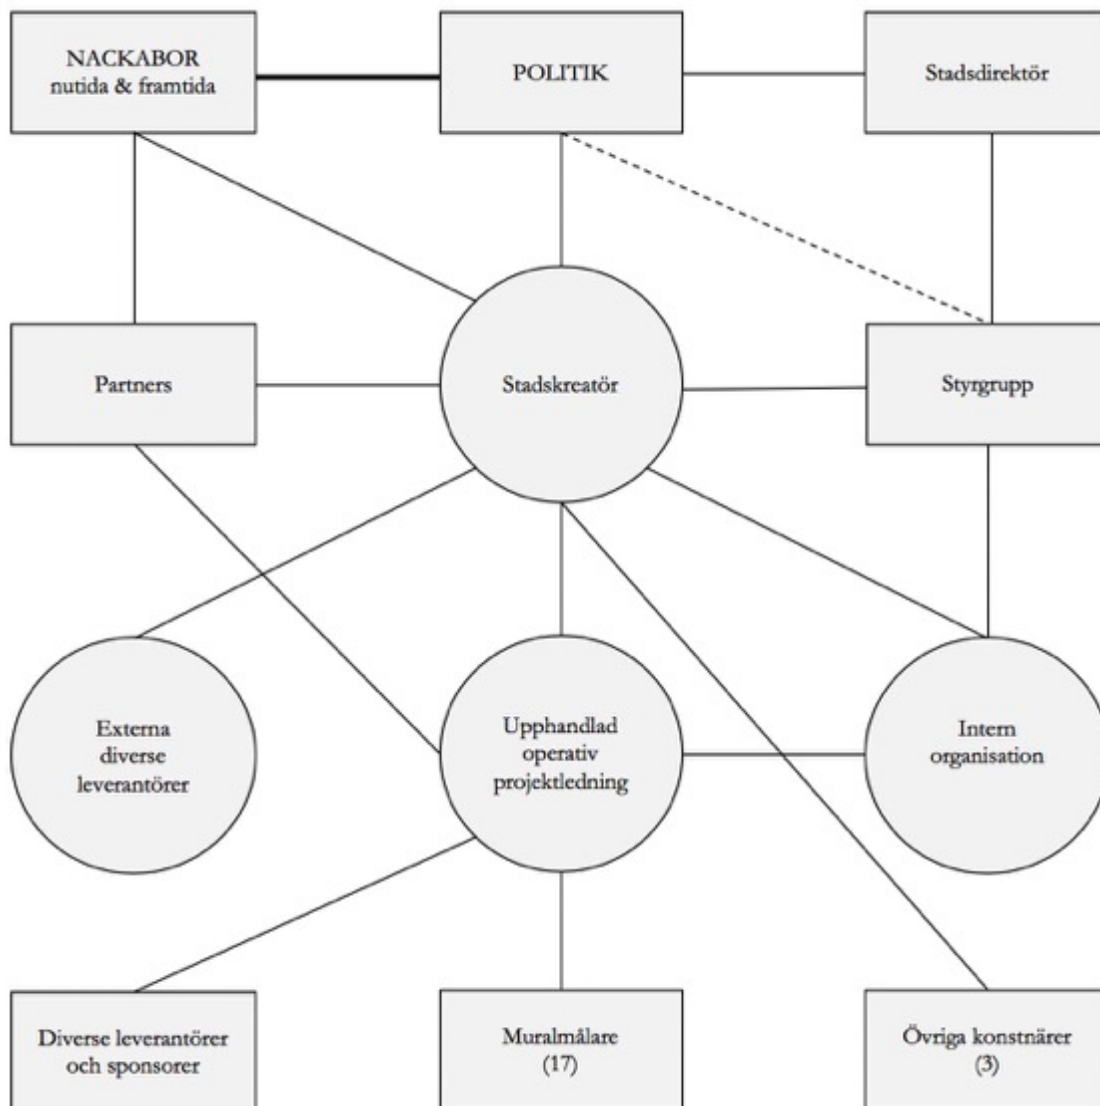 NACKABOR
nutida & framtida
POLITIK
Stadsdirektör
Partners
Stadskreatör
Styrgrupp
Externa
diverse
leverantörer
Upphandlad
operativ
projektledning
Intern
organisation
Diverse leverantörer
och sponsorer
Muralmålare
(17)
Övriga konstnärer
(3)